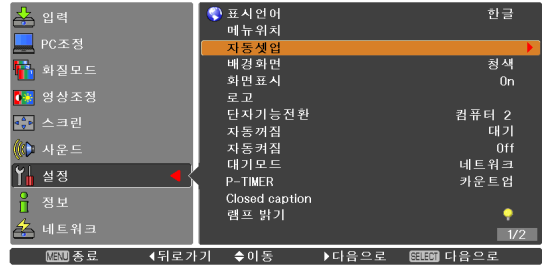 입력
PC조정
화질모드
영상조정
스크린
사운드
설정
정보
네트워크
표시언어 한글
메뉴위치
자동셋업
배경화면 청색
화면표시 On
로고
단자기능전환 컴퓨터 2
자동꺼짐 대기
자동켜짐 Off
대기모드 네트워크
P-TIMER 카운트업
Closed caption
램프 밝기
1/2
MENU 종료 뒤로가기 이동 다음으로 SELECT 다음으로